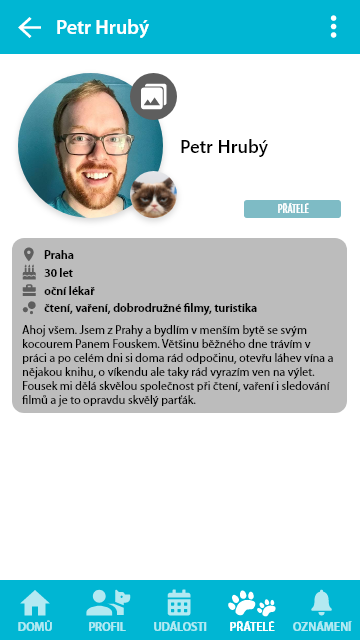 Petr Hrubý
Petr Hrubý
PŘÁTELÉ
Praha
30 let
oční lékař
čtení, vaření, dobrodružné filmy, turistika
Ahoj všem. Jsem z Prahy a bydlím v menším bytě se svým
kocourem Panem Fouskem. Většinu běžného dne trávím v
práci a po celém dni si doma rád odpočinu, otevřu láhev vína a
nějakou knihu, o víkendu ale taky rád vyrazím ven na výlet.
Fousek mi dělá skvělou společnost při čtení, vaření i sledování
filmů a je to opravdu skvělý parťák.
DOMŮ
PROFIL
UDÁLOSTI
PŘÁTELÉ
OZNÁMENÍ